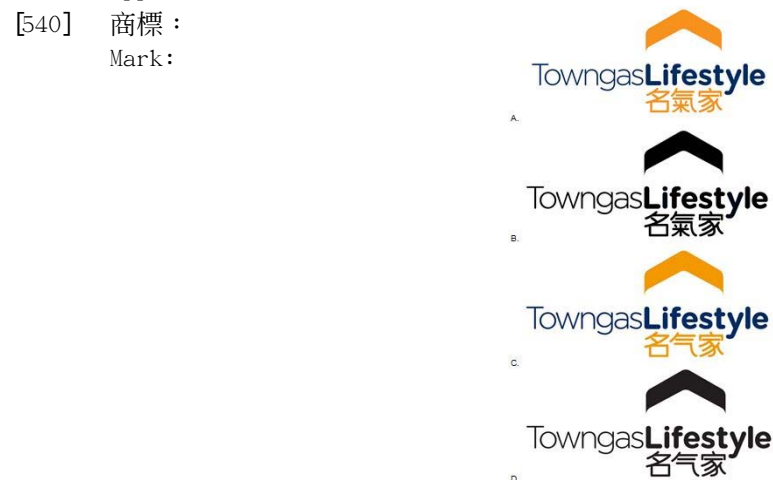 [540] 商標：
Mark:
TowngasLifestyle
名氣家
A.
TowngasLifestyle
名氣家
B.
TowngasLifestyle
名气家
C.
TowngasLifestyle
名气家
D.